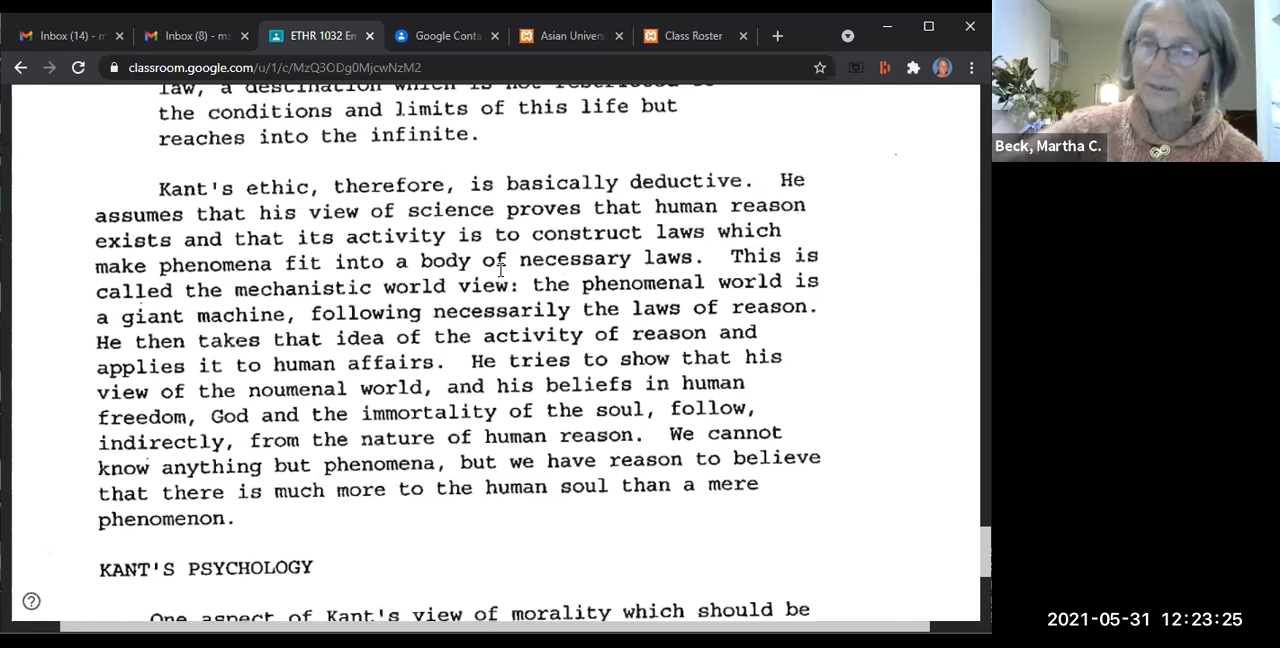 Inbox (14) - m
Inbox (8) - ma
ETHR 1032 En
Google Conta
Asian Univers
Class Roster
classroom.google.com/u/1/c/MzQ3ODg0MjcwNzM2
law, a destination which is not restricted to
the conditions and limits of this life but
reaches into the infinite.
Kant's ethic, therefore, is basically deductive. He
assumes that his view of science proves that human reason
exists and that its activity is to construct laws which
make phenomena fit into a body of necessary laws. This is
called the mechanistic world view: the phenomenal world is
a giant machine, following necessarily the laws of reason.
He then takes that idea of the activity of reason and
applies it to human affairs. He tries to show that his
view of the noumenal world, and his beliefs in human
freedom, God and the immortality of the soul, follow,
indirectly, from the nature of human reason. We cannot
know anything but phenomena, but we have reason to believe
that there is much more to the human soul than a mere
phenomenon.
KANT'S PSYCHOLOGY
One aspect of Kant's view of morality which should be
Beck, Martha C.
2021-05-31 12:23:25